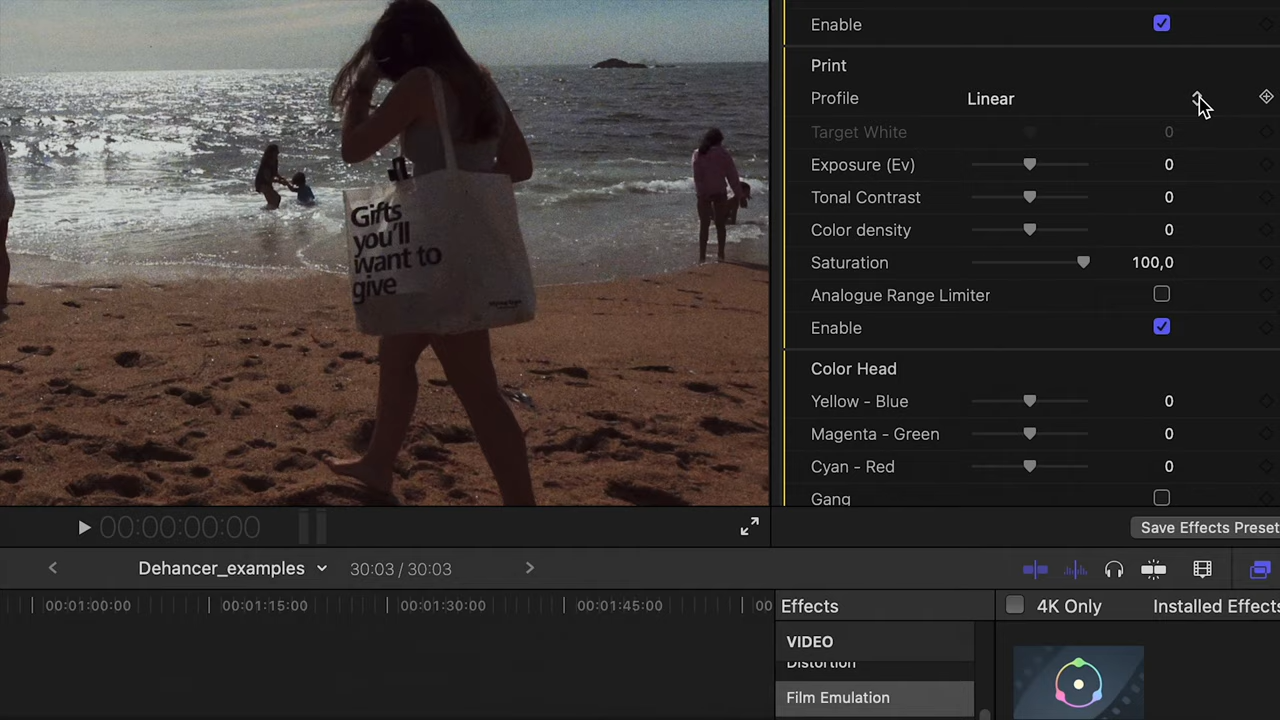 Enable
Print
Profile Linear
Target White 0
Exposure (Ev) 0
Tonal Contrast 0
Color density 0
Saturation 100,0
Analogue Range Limiter
Enable
Color Head
Yellow - Blue 0
Magenta - Green 0
Cyan - Red 0
Gang
Gifts
you'll
want to
give
00:00:00:00
Save Effects Preset
Dehancer_examples 30:03 / 30:03
00:01:00:00 00:01:15:00 00:01:30:00 00:01:45:00 00
Effects 4K Only Installed Effects
VIDEO
Distortion
Film Emulation